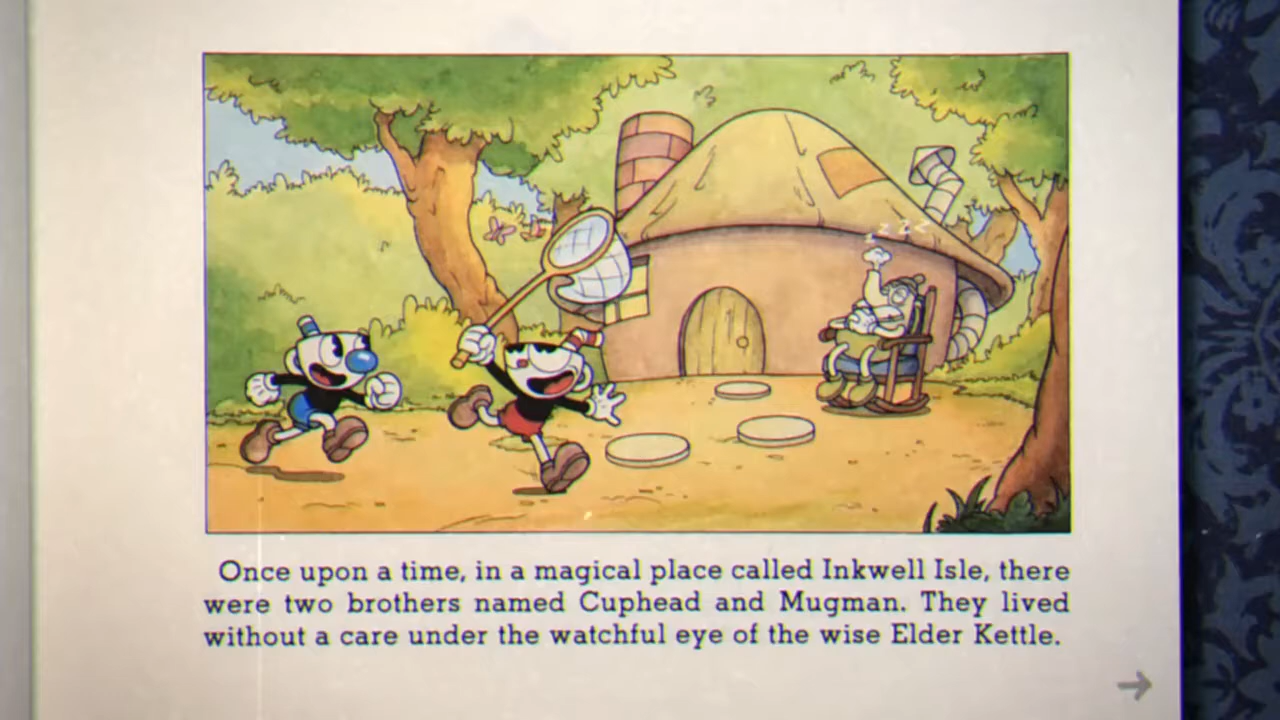 z z z z
Once upon a time, in a magical place called Inkwell Isle, there
were two brothers named Cuphead and Mugman. They lived
without a care under the watchful eye of the wise Elder Kettle.